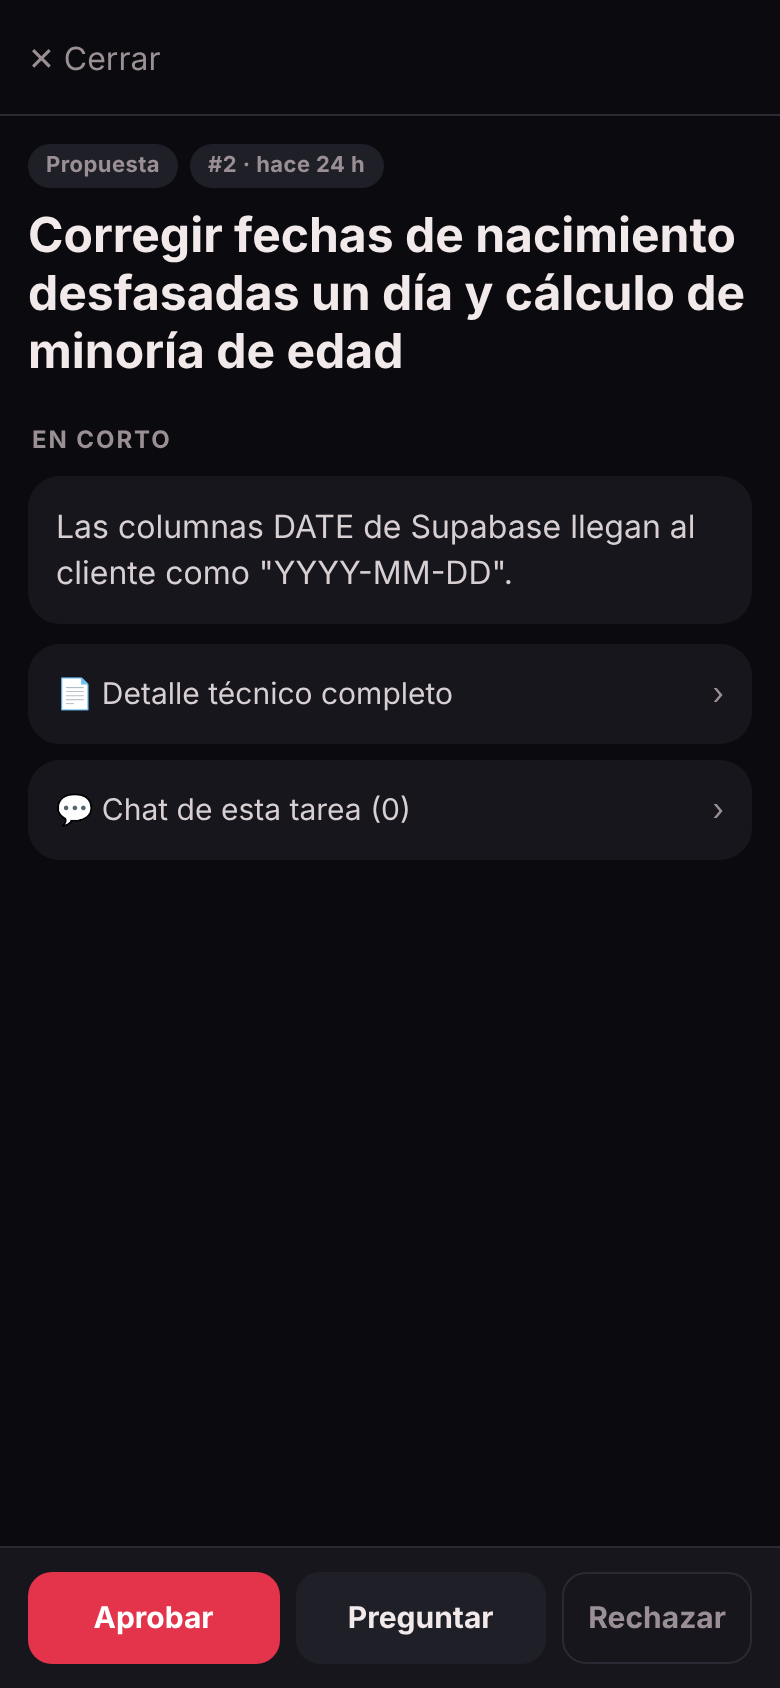 ✕ Cerrar
Propuesta
#2 · hace 24 h
Corregir fechas de nacimiento
desfasadas un día y cálculo de
minoría de edad
EN CORTO
Las columnas DATE de Supabase llegan al
cliente como "YYYY-MM-DD".
📄 Detalle técnico completo ›
💬 Chat de esta tarea (0) ›
Aprobar
Preguntar
Rechazar